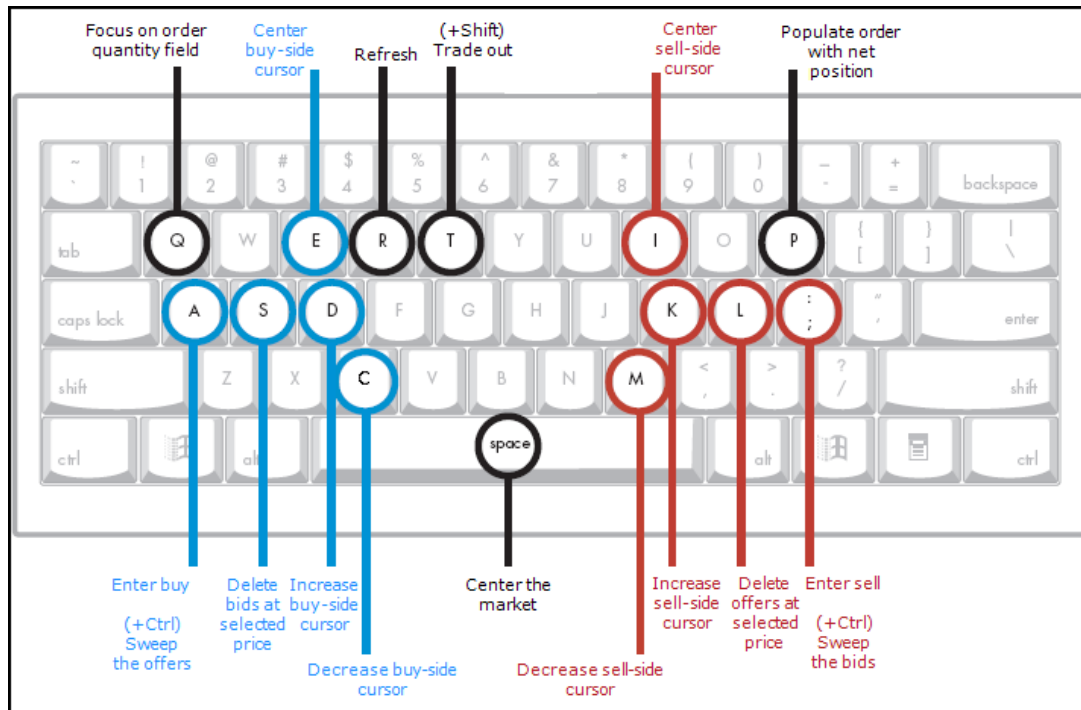 Focus on order
quantity field
Center
buy-side
cursor
Refresh
(+Shift)
Trade out
Center
sell-side
cursor
Populate order
with net
position
~ `
! 1
@ 2
# 3
$ 4
% 5
^ 6
& 7
* 8
( 9
) 0
_ -
+ =
backspace
tab
Q
W
E
R
T
Y
U
I
O
P
{ [
} ]
| \
caps lock
A
S
D
F
G
H
J
K
L
: ;
" ,
enter
shift
Z
X
C
V
B
N
M
< ,
> .
? /
shift
ctrl
alt
space
alt
ctrl
Enter buy
(+Ctrl)
Sweep
the offers
Delete
bids at
selected
price
Increase
buy-side
cursor
Decrease buy-side
cursor
Center the
market
Decrease sell-side
cursor
Increase
sell-side
cursor
Delete
offers at
selected
price
Enter sell
(+Ctrl)
Sweep
the bids